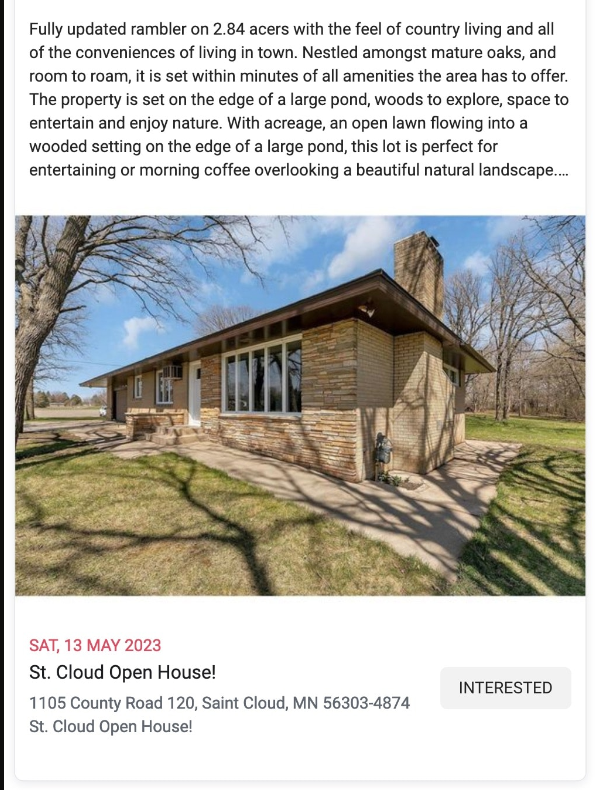 Fully updated rambler on 2.84 acers with the feel of country living and all
of the conveniences of living in town. Nestled amongst mature oaks, and
room to roam, it is set within minutes of all amenities the area has to offer.
The property is set on the edge of a large pond, woods to explore, space to
entertain and enjoy nature. With acreage, an open lawn flowing into a
wooded setting on the edge of a large pond, this lot is perfect for
entertaining or morning coffee overlooking a beautiful natural landscape....
SAT, 13 MAY 2023
St. Cloud Open House!
1105 County Road 120, Saint Cloud, MN 56303-4874
St. Cloud Open House!
INTERESTED